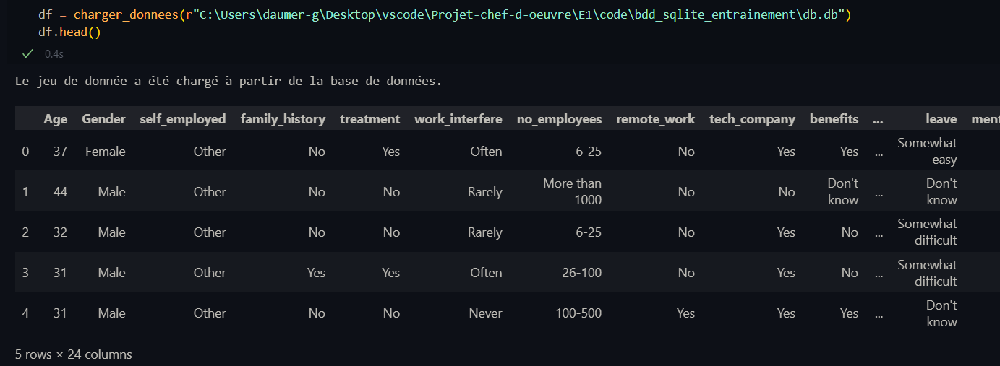 df = charger_donnees(r"C:\Users\daumer-g\Desktop\vscode\Projet-chef-d-oeuvre\E1\code\bdd_sqlite_entrainement\db.db")
df.head()
0.4s
Le jeu de donnée a été chargé à partir de la base de données.
Age Gender self_employed family_history treatment work_interfere no_employees remote_work tech_company benefits ... leave ment
0 37 Female Other No Yes Often 6-25 No Yes Yes ... Somewhat easy
1 44 Male Other No No Rarely More than 1000 No No Don't know ... Don't know
2 32 Male Other No No Rarely 6-25 No Yes No ... Somewhat difficult
3 31 Male Other Yes Yes Often 26-100 No Yes No ... Somewhat difficult
4 31 Male Other No No Never 100-500 Yes Yes Yes ... Don't know
5 rows × 24 columns